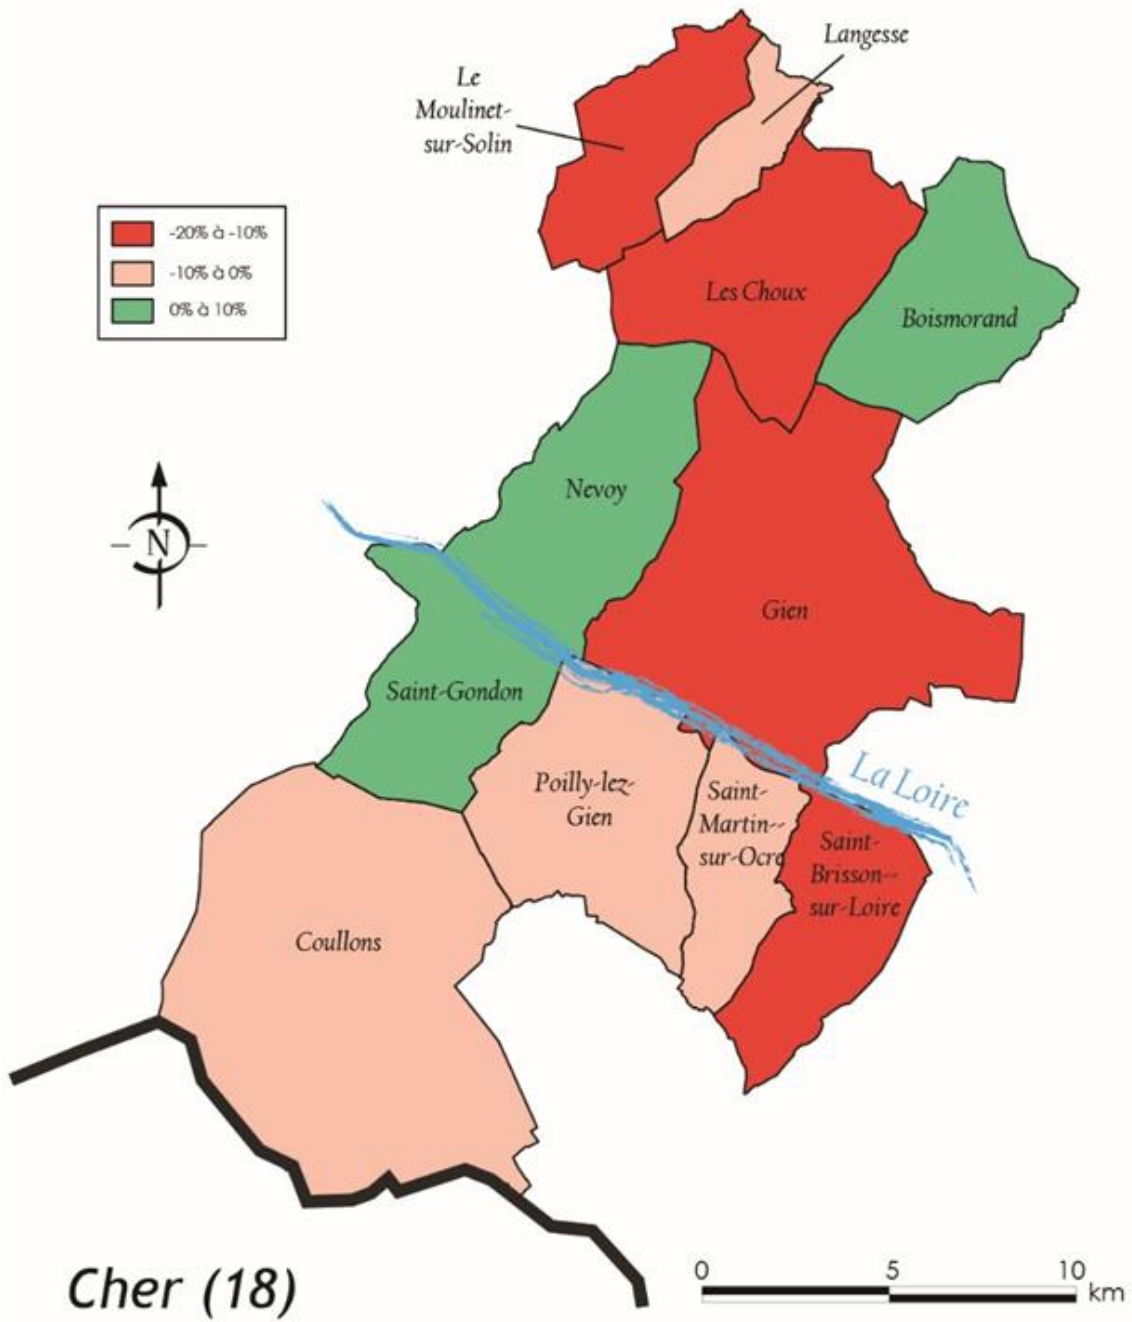 Langesse
Le
Moulinet-
sur-Solin
-20% à -10%
-10% à 0%
0% à 10%
Les Choux
Boismorand
Nevoy
N
Gien
Saint-Gondon
La Loire
Poilly-lez-
Gien
Saint-
Martin--
sur-Ocre
Saint-
Brisson--
sur-Loire
Coullons
Cher (18)
0 5 10
km